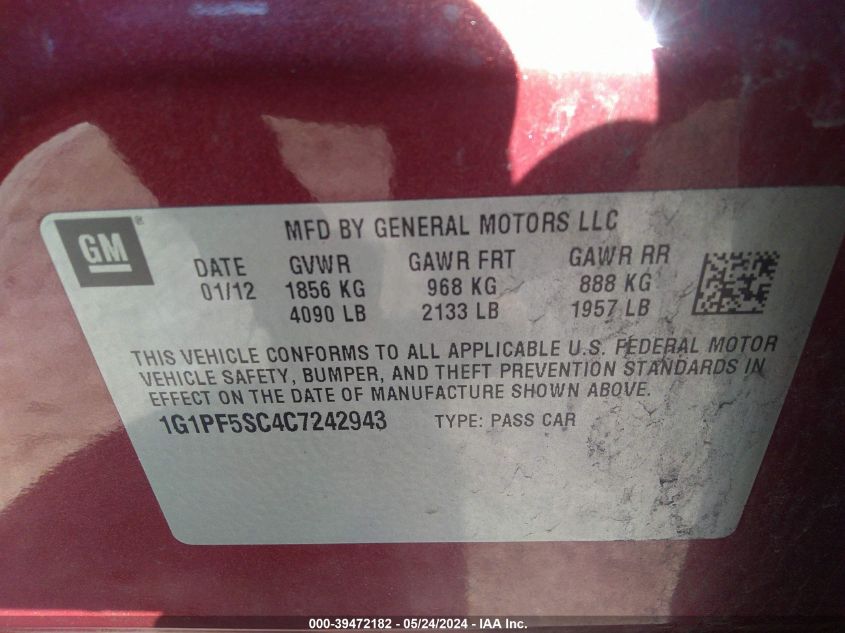 GM ®
MFD BY GENERAL MOTORS LLC
DATE GVWR GAWR FRT GAWR RR
01/12 1856 KG 968 KG 888 KG
4090 LB 2133 LB 1957 LB
THIS VEHICLE CONFORMS TO ALL APPLICABLE U.S. FEDERAL MOTOR
VEHICLE SAFETY, BUMPER, AND THEFT PREVENTION STANDARDS IN
EFFECT ON THE DATE OF MANUFACTURE SHOWN ABOVE.
1G1PF5SC4C7242943 TYPE: PASS CAR
000-39472182 - 05/24/2024 - IAA Inc.